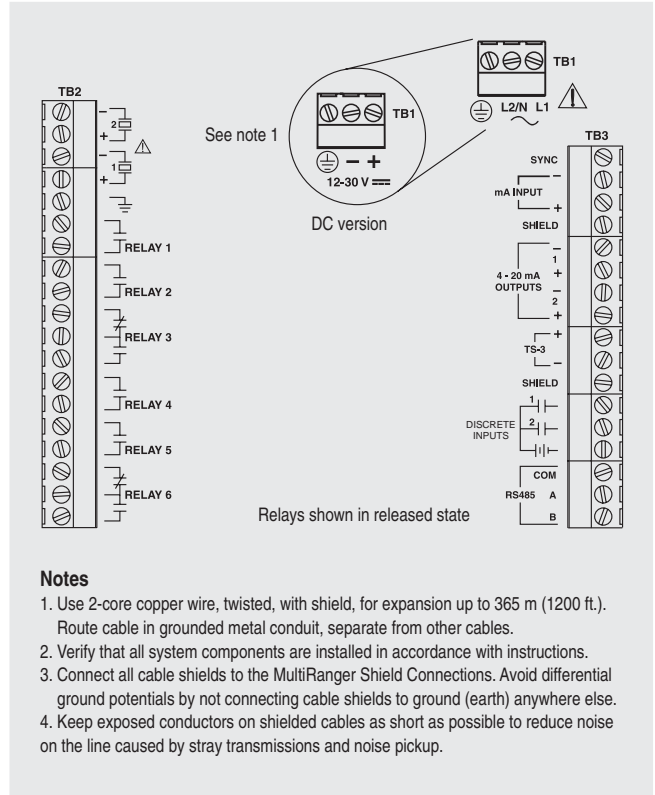 TB2
2
-
+
1
-
+
RELAY 1
RELAY 2
RELAY 3
RELAY 4
RELAY 5
RELAY 6
See note 1
TB1
- +
12-30 V
DC version
TB1
L2/N L1
TB3
SYNC
-
mA INPUT
+
SHIELD
-
1
+
4 - 20 mA
OUTPUTS
-
2
+
+
TS-3
-
SHIELD
1
2
DISCRETE
INPUTS
COM
RS485 A
B
Relays shown in released state
Notes
1. Use 2-core copper wire, twisted, with shield, for expansion up to 365 m (1200 ft.).
Route cable in grounded metal conduit, separate from other cables.
2. Verify that all system components are installed in accordance with instructions.
3. Connect all cable shields to the MultiRanger Shield Connections. Avoid differential
ground potentials by not connecting cable shields to ground (earth) anywhere else.
4. Keep exposed conductors on shielded cables as short as possible to reduce noise
on the line caused by stray transmissions and noise pickup.